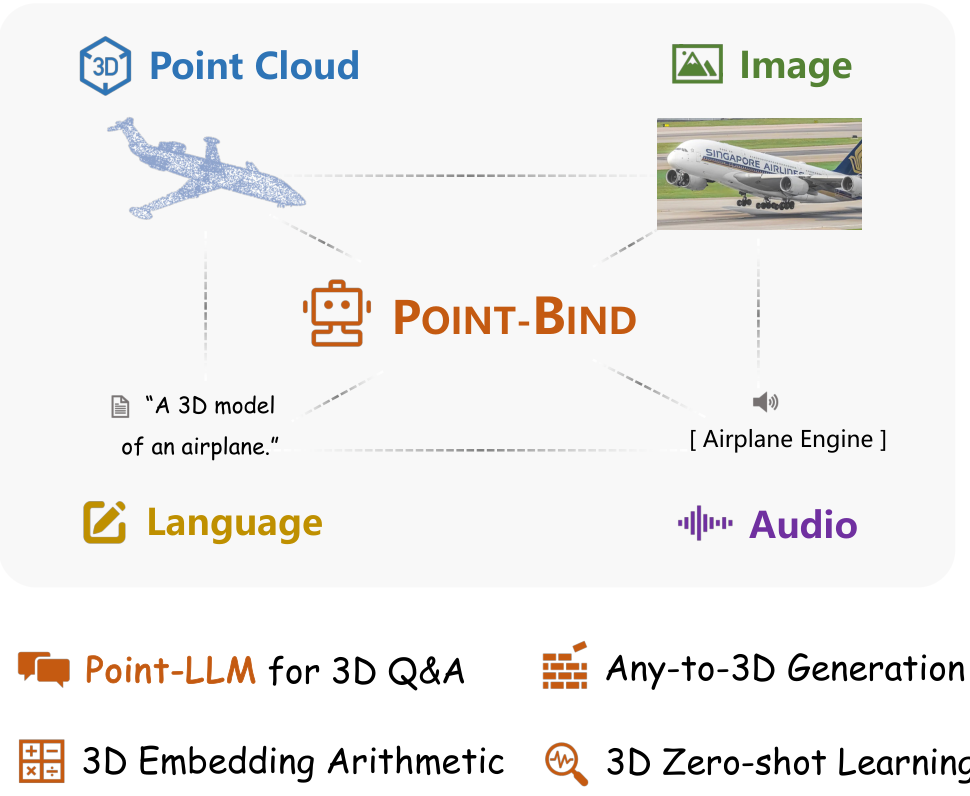 3D Point Cloud
Image
SINGAPORE AIRLINES
POINT-BIND
“A 3D model
of an airplane.”
[ Airplane Engine ]
Language
Audio
Point-LLM for 3D Q&A
Any-to-3D Generation
3D Embedding Arithmetic
3D Zero-shot Learning